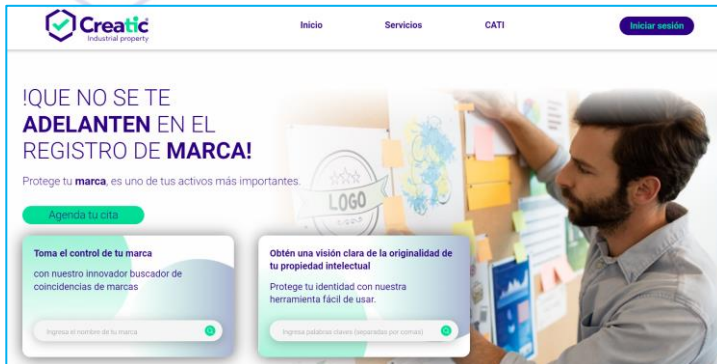 Creatic
Industrial property
Inicio
Servicios
CATI
Iniciar sesión
!QUE NO SE TE
ADELANTEN EN EL
REGISTRO DE MARCA!
Protege tu marca, es uno de tus activos más importantes.
Agenda tu cita
LOGO
Toma el control de tu marca
con nuestro innovador buscador de
coincidencias de marcas
Ingresa el nombre de tu marca
Obtén una visión clara de la originalidad de
tu propiedad intelectual
Protege tu identidad con nuestra
herramienta fácil de usar.
Ingresa palabras claves (separadas por comas)